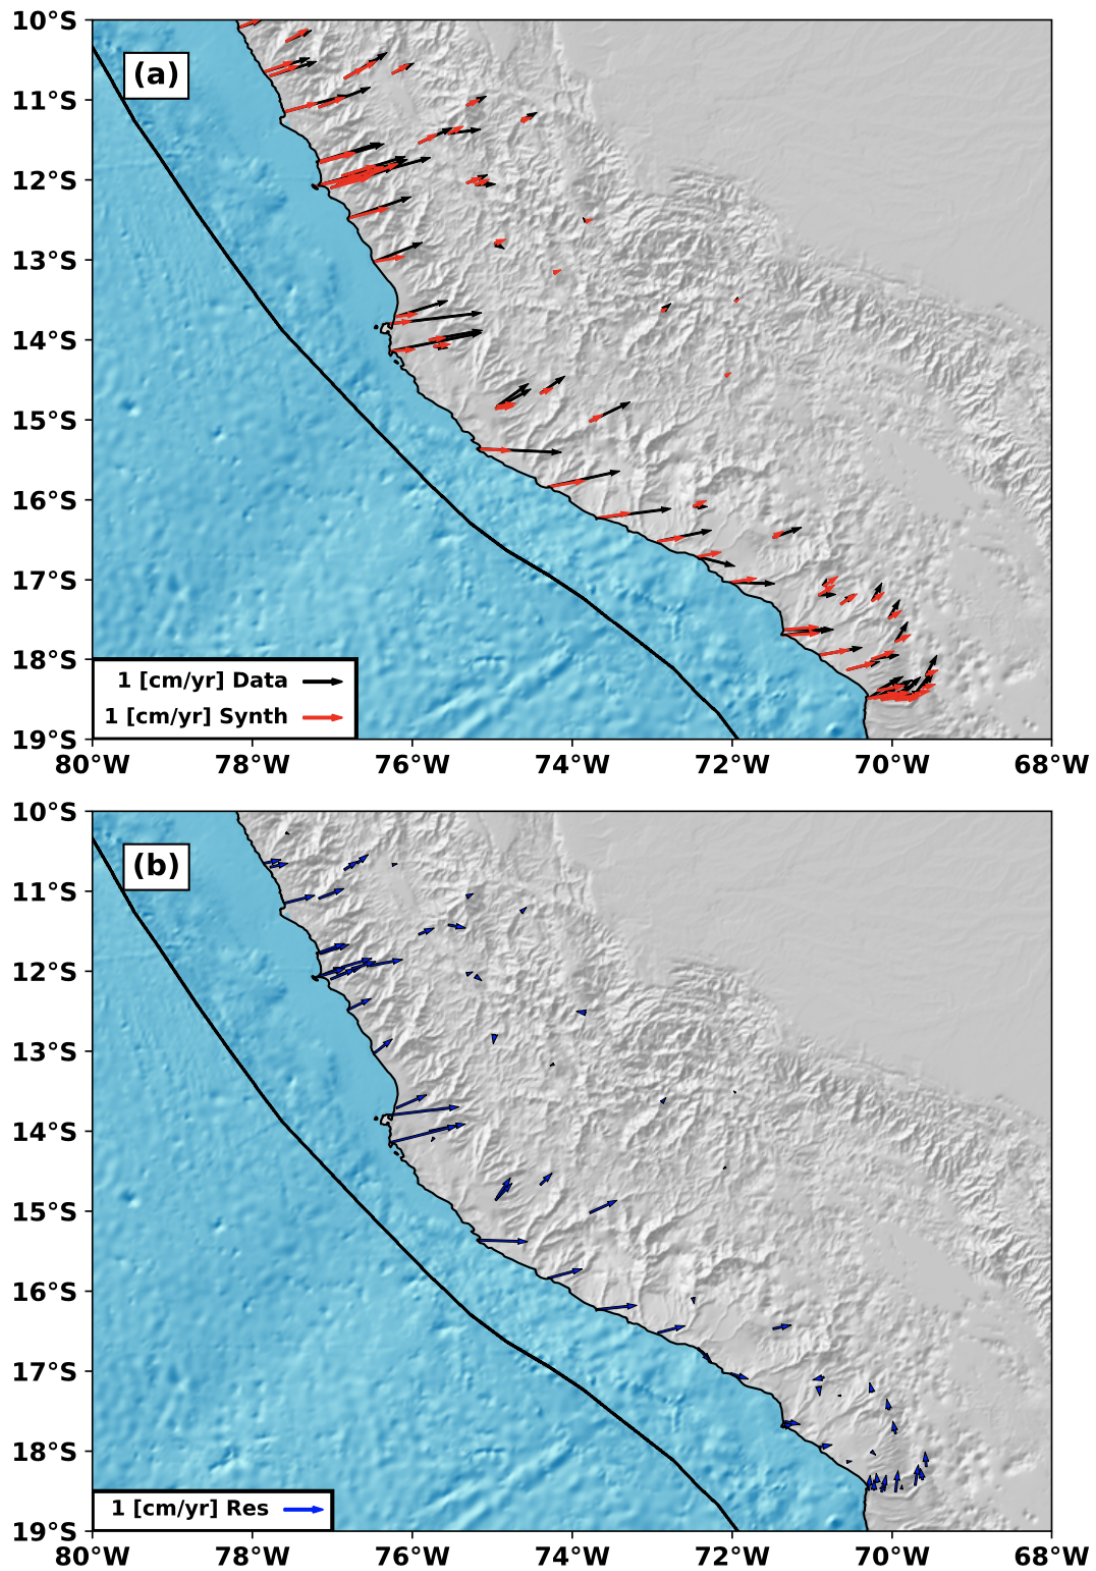 10°S
(a)
11°S
12°S
13°S
14°S
15°S
16°S
17°S
18°S
1 [cm/yr] Data
1 [cm/yr] Synth
19°S
80°W 78°W 76°W 74°W 72°W 70°W 68°W
10°S
(b)
11°S
12°S
13°S
14°S
15°S
16°S
17°S
18°S
1 [cm/yr] Res
19°S
80°W 78°W 76°W 74°W 72°W 70°W 68°W